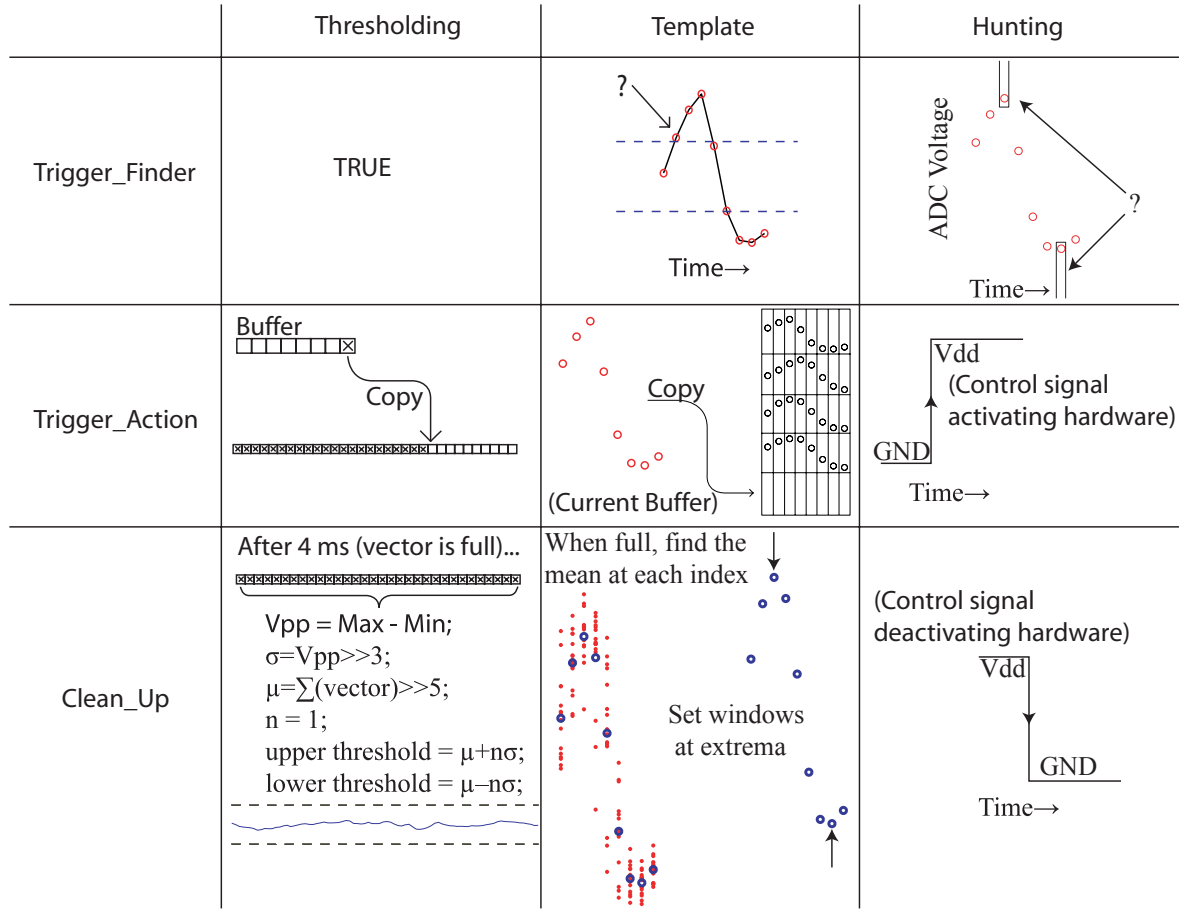 Thresholding
Template
Hunting
Trigger_Finder
TRUE
?
Time→
ADC Voltage
?
Time→
Trigger_Action
Buffer
Copy
Copy
(Current Buffer)
Vdd
(Control signal
activating hardware)
GND
Time→
Clean_Up
After 4 ms (vector is full)...
Vpp = Max - Min;
σ=Vpp>>3;
µ=∑(vector)>>5;
n = 1;
upper threshold = µ+nσ;
lower threshold = µ–nσ;
When full, find the
mean at each index
Set windows
at extrema
(Control signal
deactivating hardware)
Vdd
GND
Time→